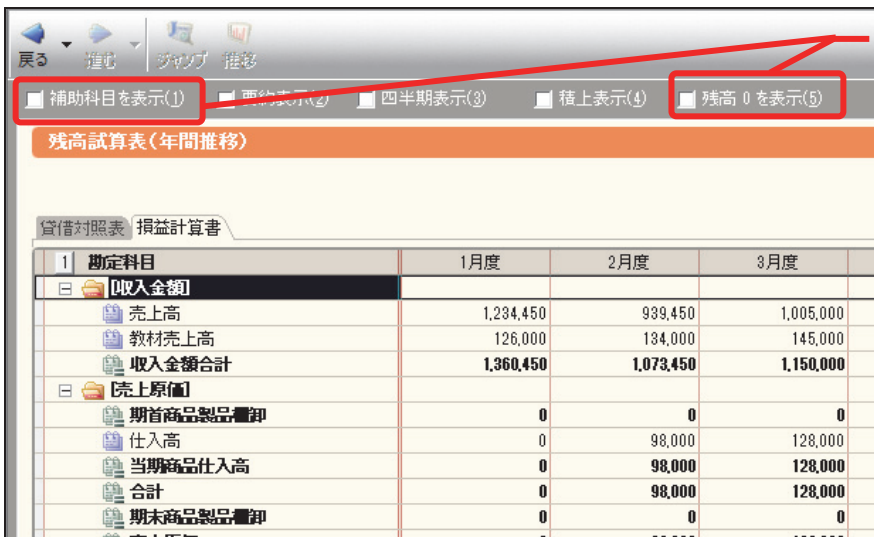 戻る 進む ジャンプ 推移
補助科目を表示(1) 要約表示(2) 四半期表示(3) 積上表示(4) 残高 0 を表示(5)
残高試算表(年間推移)
貸借対照表 損益計算書
1 勘定科目 1月度 2月度 3月度
[収入金額]
売上高 1,234,450 939,450 1,005,000
教材売上高 126,000 134,000 145,000
収入金額合計 1,360,450 1,073,450 1,150,000
[売上原価]
期首商品製品棚卸 0 0 0
仕入高 0 98,000 128,000
当期商品仕入高 0 98,000 128,000
合計 0 98,000 128,000
期末商品製品棚卸 0 0 0